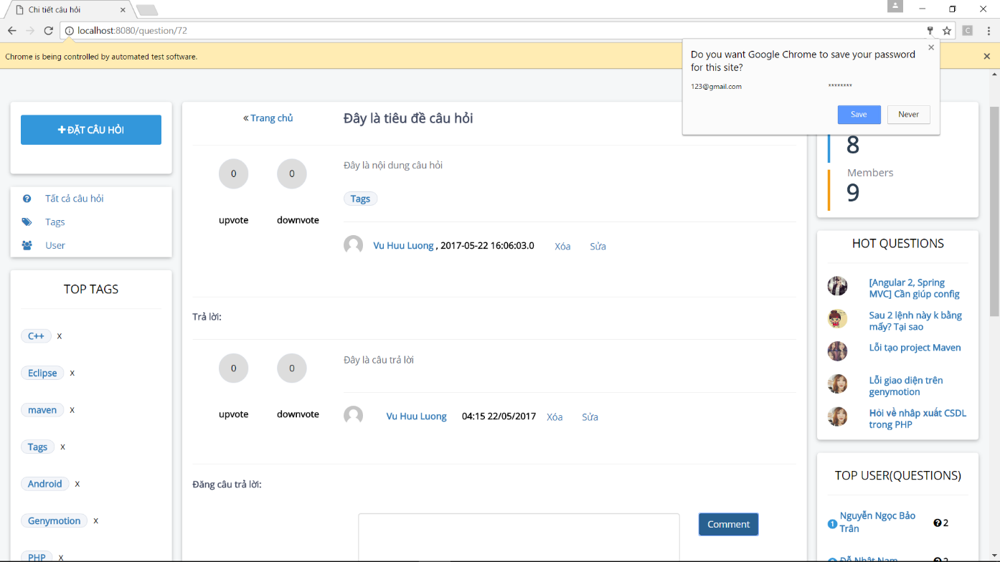 Chi tiết câu hỏi
localhost:8080/question/72
Chrome is being controlled by automated test software.
Do you want Google Chrome to save your password
for this site?
123@gmail.com ********
Save Never
ĐẶT CÂU HỎI
Tất cả câu hỏi
Tags
User
TOP TAGS
C++ x
Eclipse x
maven x
Tags x
Android x
Genymotion x
PHP x
« Trang chủ
Đây là tiêu đề câu hỏi
0 0
upvote downvote
Đây là nội dung câu hỏi
Tags
Vu Huu Luong , 2017-05-22 16:06:03.0 Xóa Sửa
Trả lời:
0 0
upvote downvote
Đây là câu trả lời
Vu Huu Luong 04:15 22/05/2017 Xóa Sửa
Đăng câu trả lời:
Comment
8
Members
9
HOT QUESTIONS
[Angular 2, Spring
MVC] Cần giúp config
Sau 2 lệnh này k bằng
mấy? Tại sao
Lỗi tạo project Maven
Lỗi giao diện trên
genymotion
Hỏi về nhập xuất CSDL
trong PHP
TOP USER(QUESTIONS)
1 Nguyễn Ngọc Bảo
Trân
2
Đỗ Nhật Nam 2